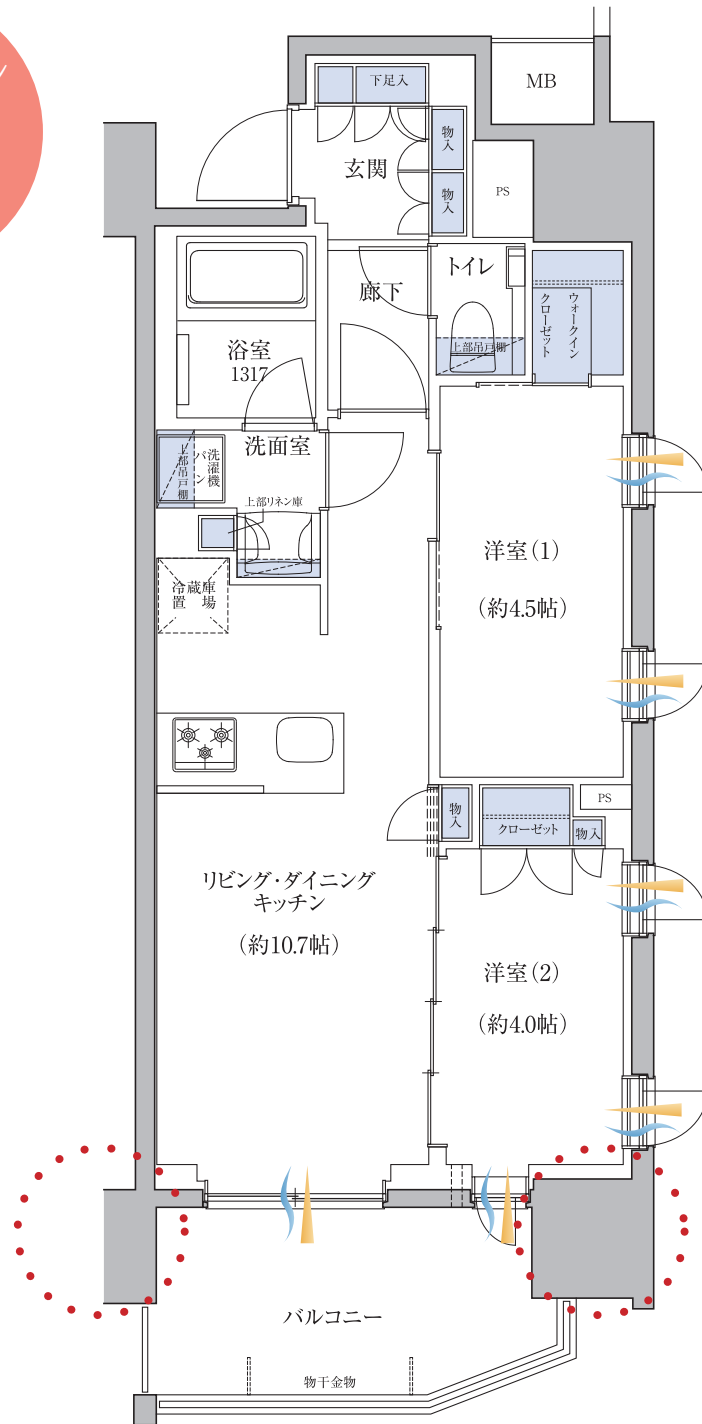 下足入
MB
物入
玄関
物入
PS
トイレ
廊下
ウォークイン
クローゼット
上部吊戸棚
浴室
1317
洗面室
洗濯機
パン
上部吊戸棚
上部リネン庫
洋室(1)
(約4.5帖)
冷蔵庫
置場
PS
物入
クローゼット
物入
リビング・ダイニング
キッチン
(約10.7帖)
洋室(2)
(約4.0帖)
バルコニー
物干金物